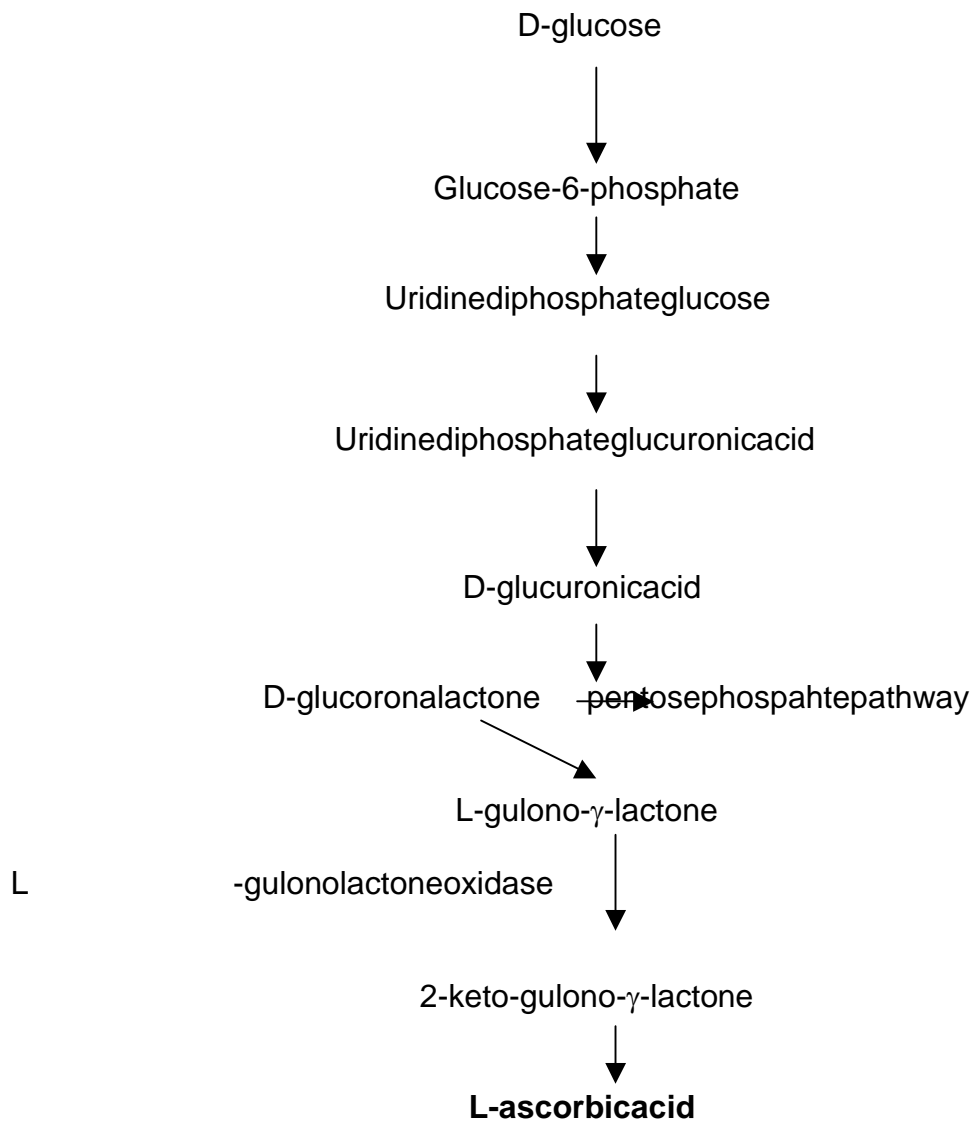 D-glucose
Glucose-6-phosphate
Uridinediphosphateglucose
Uridinediphosphateglucuronicacid
D-glucuronicacid
D-glucoronalactone pentosephospahtepathway
L-gulono-γ-lactone
L -gulonolactoneoxidase
2-keto-gulono-γ-lactone
L-ascorbicacid